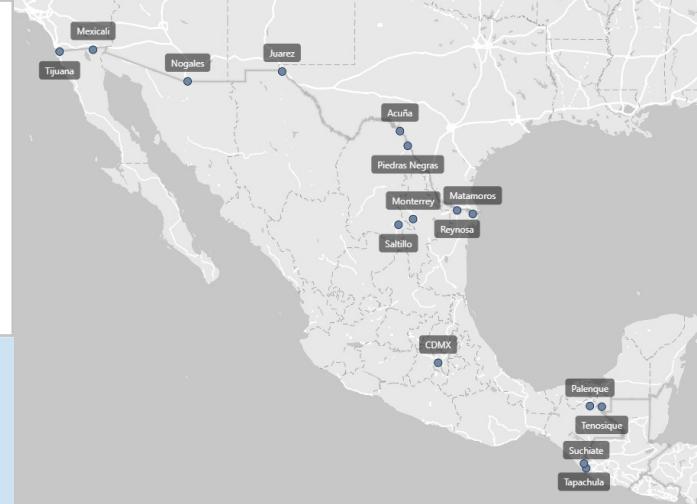 Mexicali
Tijuana
Nogales
Juarez
Acuña
Piedras Negras
Monterrey
Matamoros
Saltillo
Reynosa
CDMX
Palenque
Tenosique
Suchiate
Tapachula